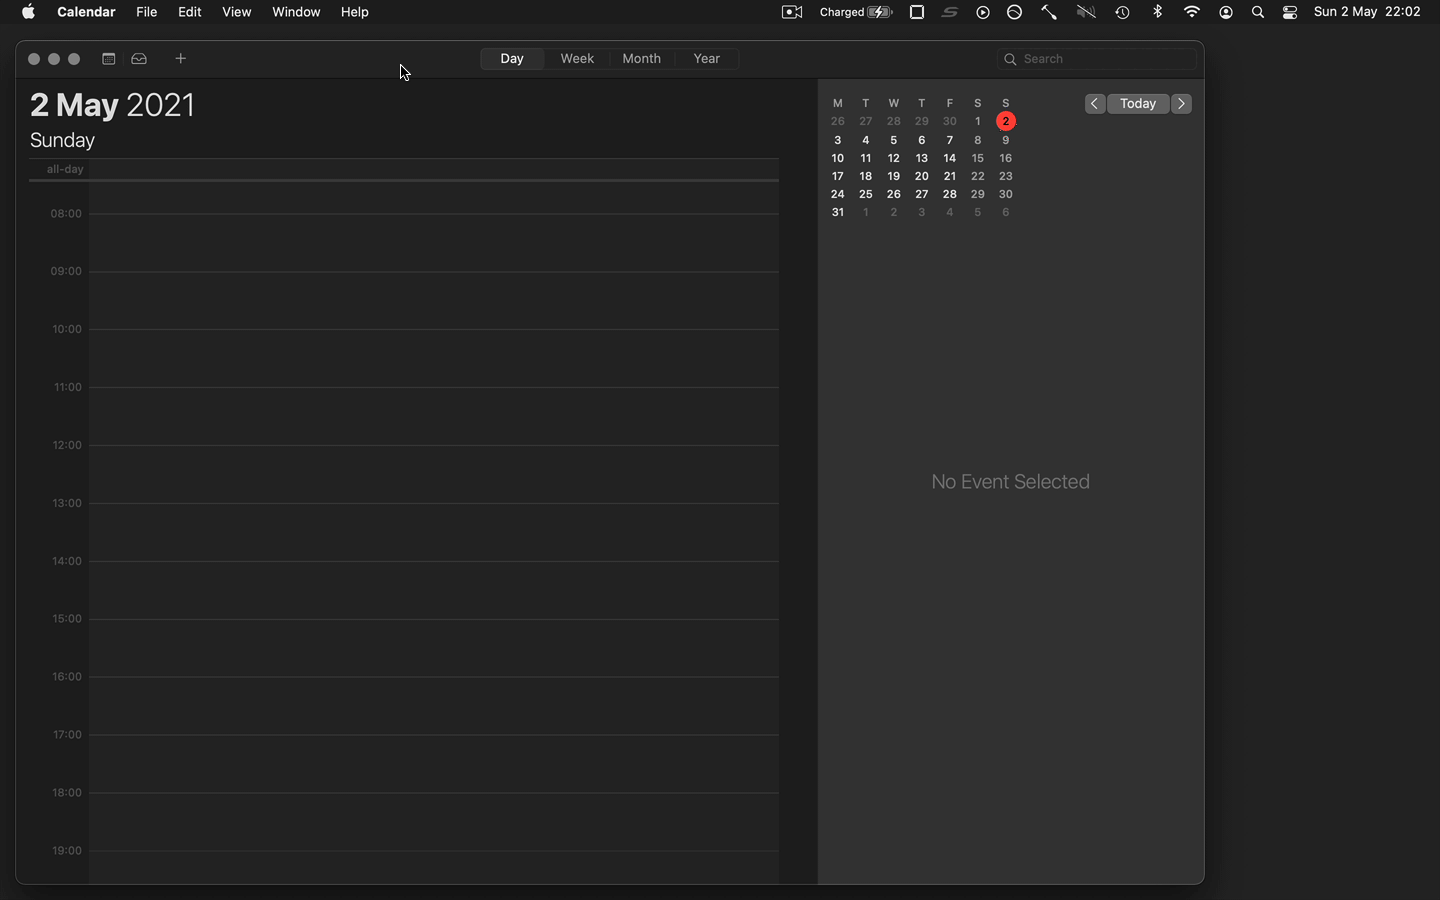 Calendar File Edit View Window Help Charged Sun 2 May 22:02
Day Week Month Year Search
2 May 2021
Sunday
all-day
08:00
09:00
10:00
11:00
12:00
13:00
14:00
15:00
16:00
17:00
18:00
19:00
Today
M T W T F S S
26 27 28 29 30 1 2
3 4 5 6 7 8 9
10 11 12 13 14 15 16
17 18 19 20 21 22 23
24 25 26 27 28 29 30
31 1 2 3 4 5 6
No Event Selected